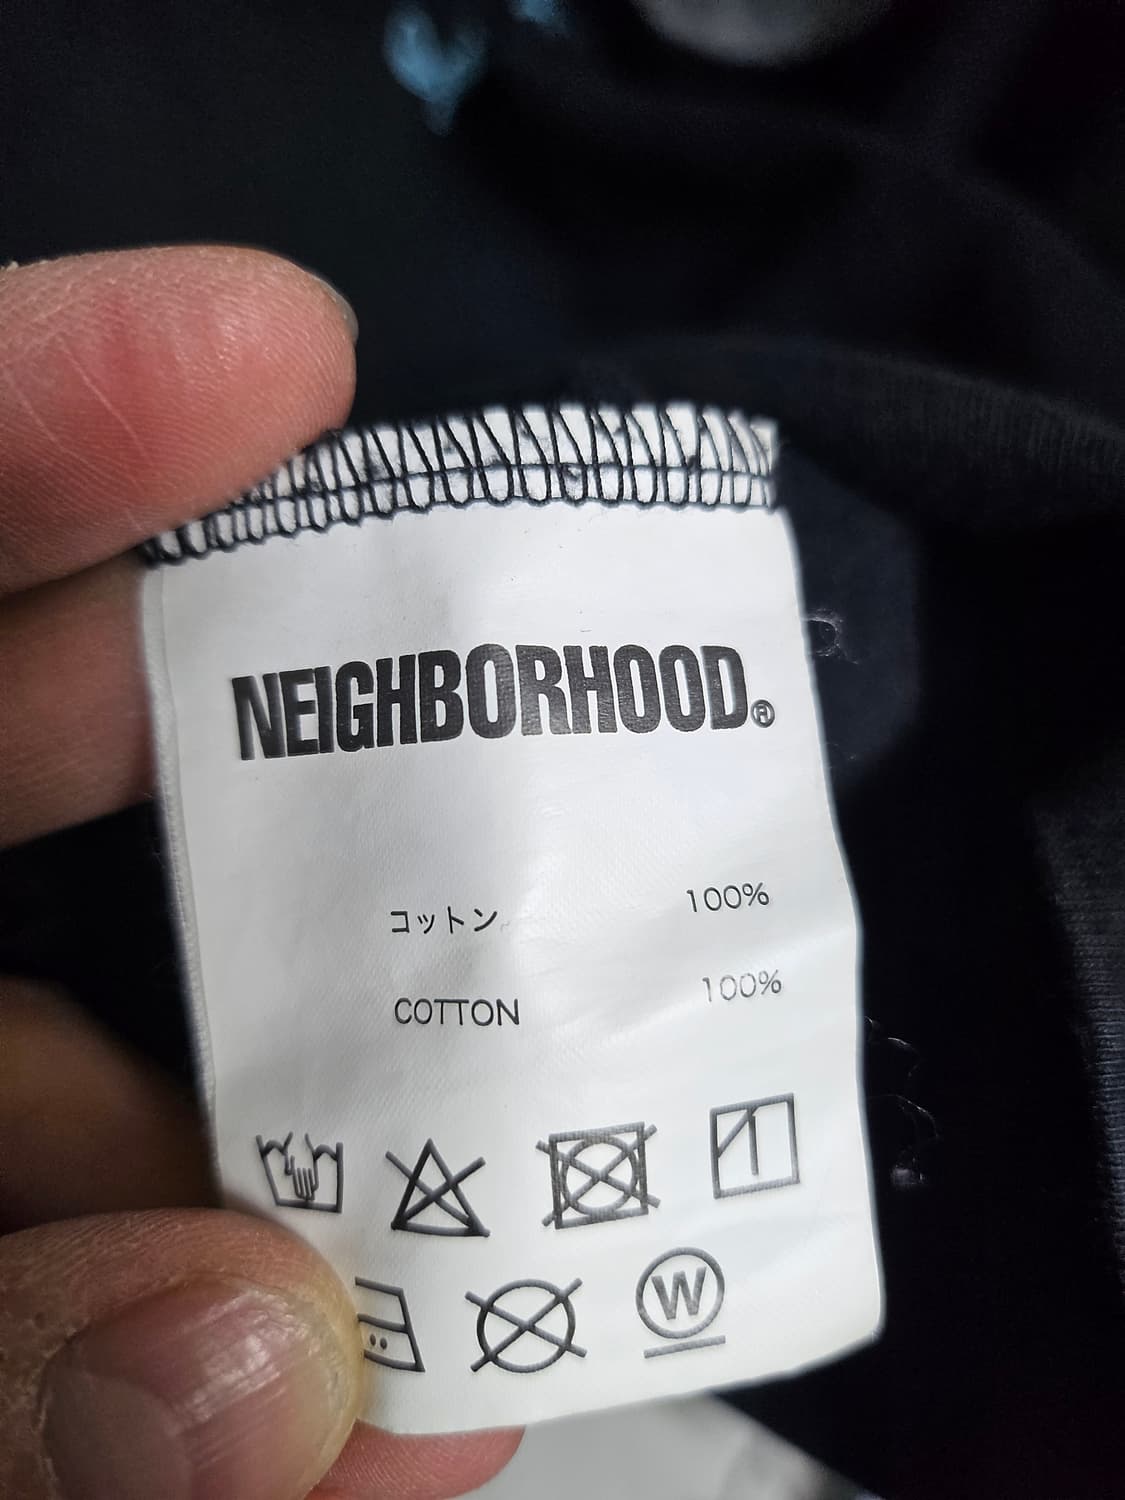 NEIGHBORHOOD®
コットン 100%
COTTON 100%
W